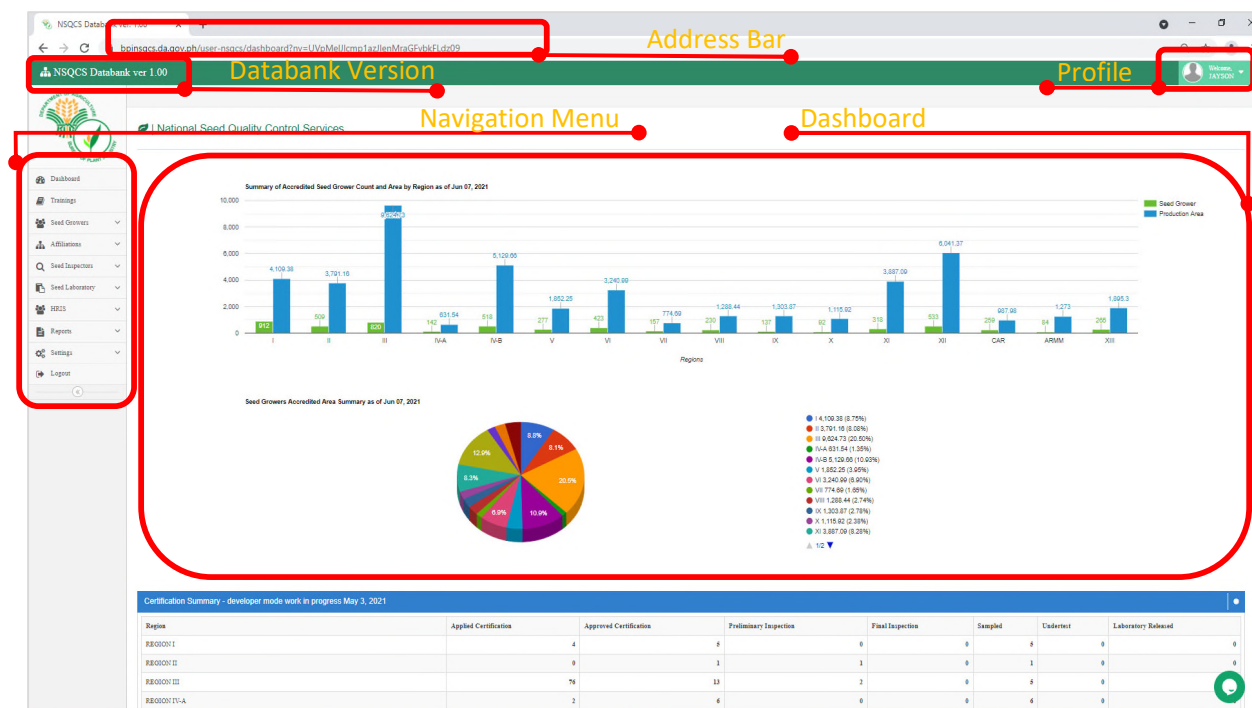 NSQCS Databank ver. 1.00
bpinsqcs.da.gov.ph/user-nsqcs/dashboard?nv=
Address Bar
NSQCS Databank ver 1.00
Databank Version
Profile
Welcome,
JAYSON
Navigation Menu
Dashboard
| National Seed Quality Control Services
Dashboard
Trainings
Seed Growers
Affiliations
Seed Inspectors
Seed Laboratory
HRIS
Reports
Settings
Logout
Summary of Accredited Seed Grower Count and Area by Region as of Jun 07, 2021
Seed Grower
Production Area
10,000
8,000
6,000
4,000
2,000
0
912 4,109.38
509 3,791.16
820
142 631.54
518 5,129.66
277 1,852.25
423 3,240.99
157 774.69
230 1,288.44
137 1,303.87
92 1,115.92
318 3,887.09
533 6,041.37
259 967.98
84 1,273
266 1,895.3
I II III IV-A IV-B V VI VII VIII IX X XI XII CAR ARMM XIII
Regions
Seed Growers Accredited Area Summary as of Jun 07, 2021
8.8%
8.1%
20.5%
10.9%
6.9%
8.3%
12.9%
I 4,109.38 (8.75%)
II 3,791.16 (8.08%)
III 9,624.73 (20.50%)
IV-A 631.54 (1.35%)
IV-B 5,129.66 (10.93%)
V 1,852.25 (3.95%)
VI 3,240.99 (6.90%)
VII 774.69 (1.65%)
VIII 1,288.44 (2.74%)
IX 1,303.87 (2.78%)
X 1,115.92 (2.38%)
XI 3,887.09 (8.28%)
1/2
Certification Summary - developer mode work in progress May 3, 2021
Region Applied Certification Approved Certification Preliminary Inspection Final Inspection Sampled Undertest Laboratory Released
REGION I 4 5 0 0 5 0 0
REGION II 0 1 1 0 1 0 0
REGION III 76 13 2 0 5 0
REGION IV-A 2 6 0 0 6 0